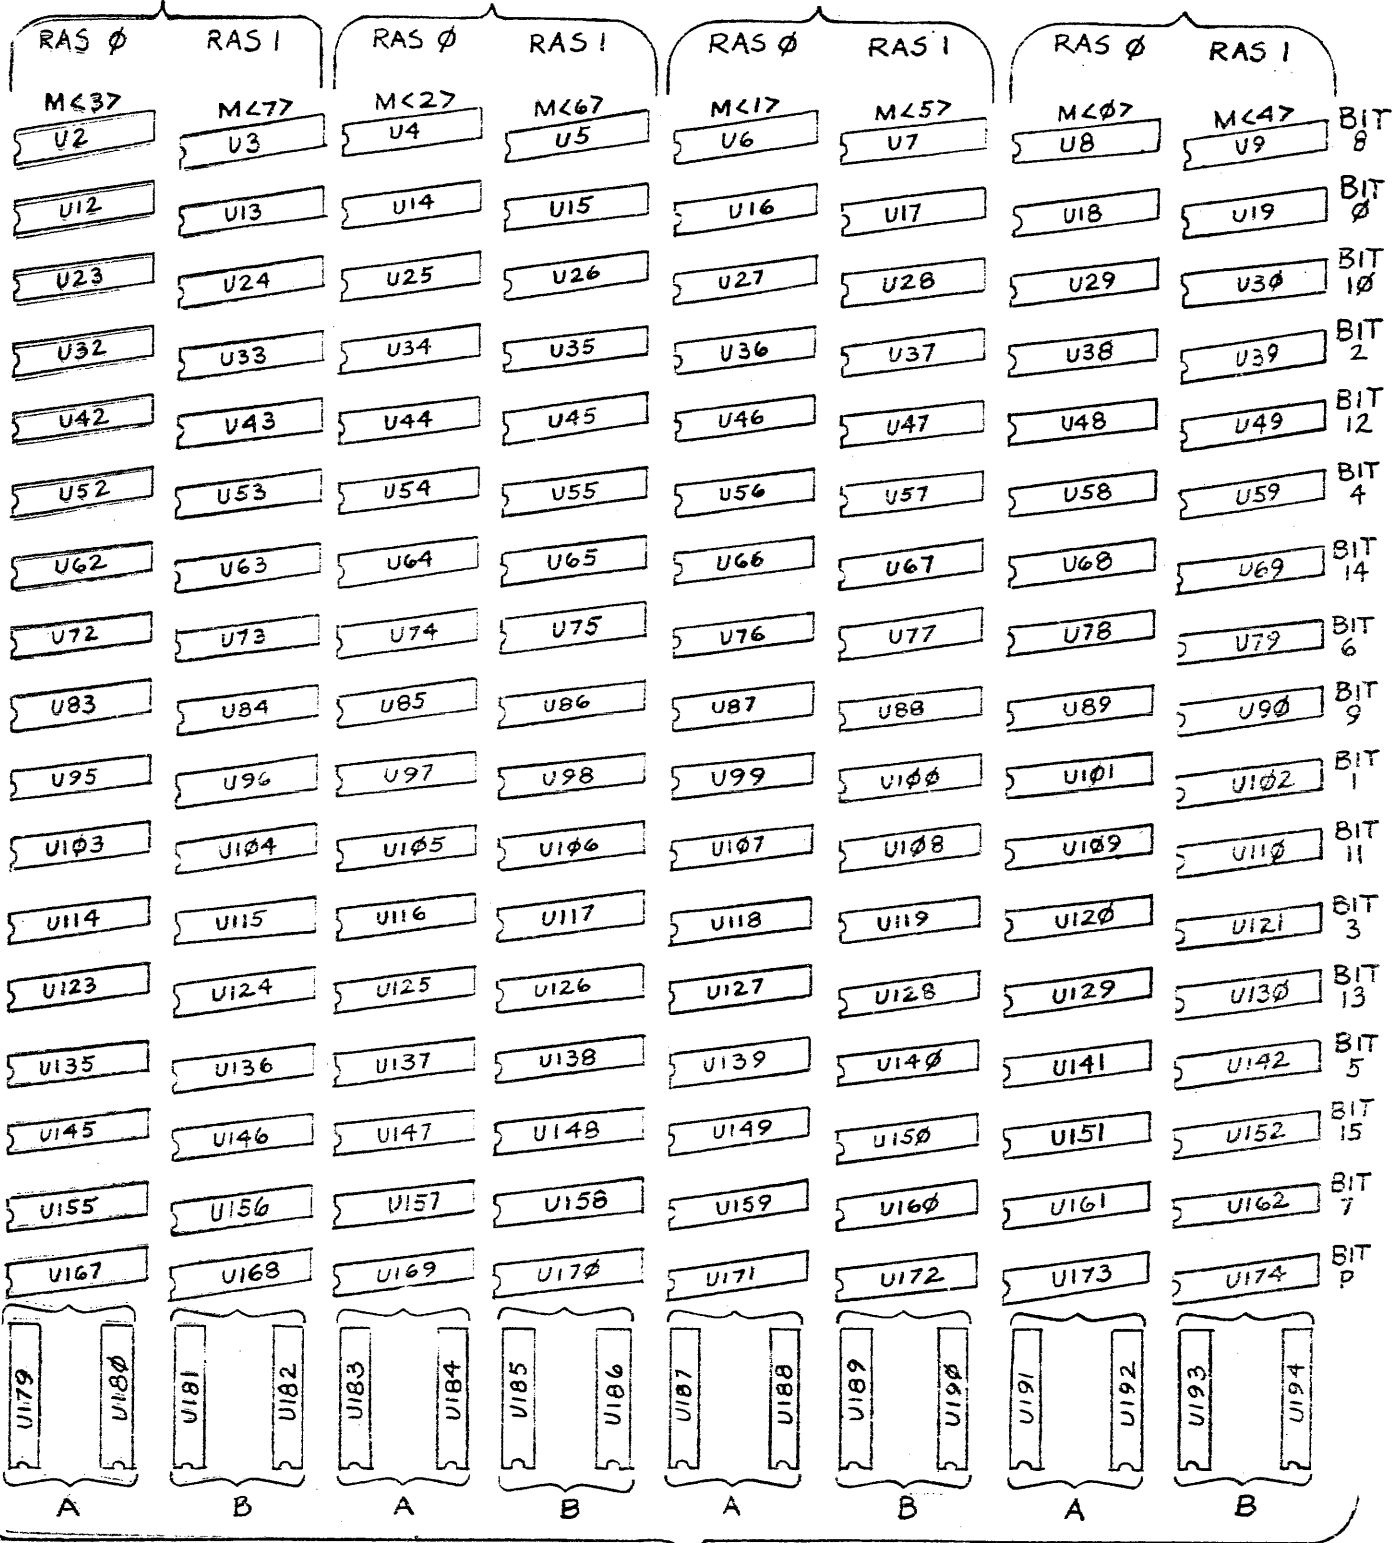 RAS Ø RAS 1 RAS Ø RAS 1 RAS Ø RAS 1 RAS Ø RAS 1
M<3> M<7> M<2> M<6> M<1> M<5> M<Ø> M<4>
U2 U3 U4 U5 U6 U7 U8 U9 BIT 8
U12 U13 U14 U15 U16 U17 U18 U19 BIT Ø
U23 U24 U25 U26 U27 U28 U29 U3Ø BIT 1Ø
U32 U33 U34 U35 U36 U37 U38 U39 BIT 2
U42 U43 U44 U45 U46 U47 U48 U49 BIT 12
U52 U53 U54 U55 U56 U57 U58 U59 BIT 4
U62 U63 U64 U65 U66 U67 U68 U69 BIT 14
U72 U73 U74 U75 U76 U77 U78 U79 BIT 6
U83 U84 U85 U86 U87 U88 U89 U9Ø BIT 9
U95 U96 U97 U98 U99 U1ØØ U1Ø1 U1Ø2 BIT 1
U1Ø3 U1Ø4 U1Ø5 U1Ø6 U1Ø7 U1Ø8 U1Ø9 U11Ø BIT 11
U114 U115 U116 U117 U118 U119 U12Ø U121 BIT 3
U123 U124 U125 U126 U127 U128 U129 U13Ø BIT 13
U135 U136 U137 U138 U139 U14Ø U141 U142 BIT 5
U145 U146 U147 U148 U149 U15Ø U151 U152 BIT 15
U155 U156 U157 U158 U159 U16Ø U161 U162 BIT 7
U167 U168 U169 U17Ø U171 U172 U173 U174 BIT P
U179 U18Ø U181 U182 U183 U184 U185 U186 U187 U188 U189 U19Ø U191 U192 U193 U194
A B A B A B A B